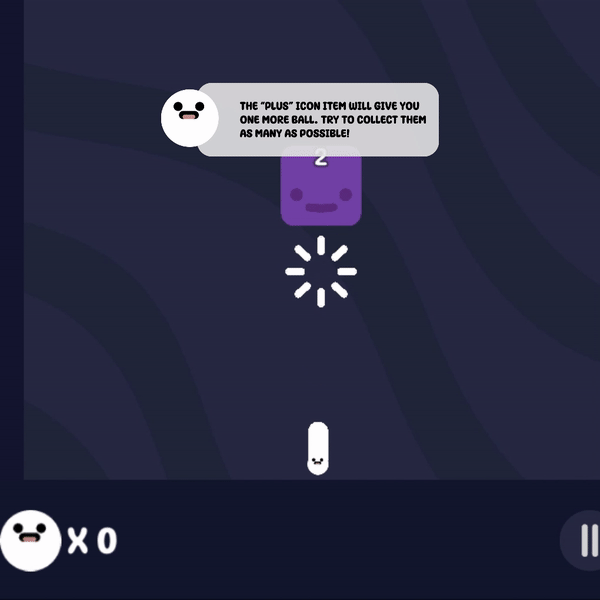 THE "PLUS" ICON ITEM WILL GIVE YOU
ONE MORE BALL. TRY TO COLLECT THEM
AS MANY AS POSSIBLE!
2
X 0